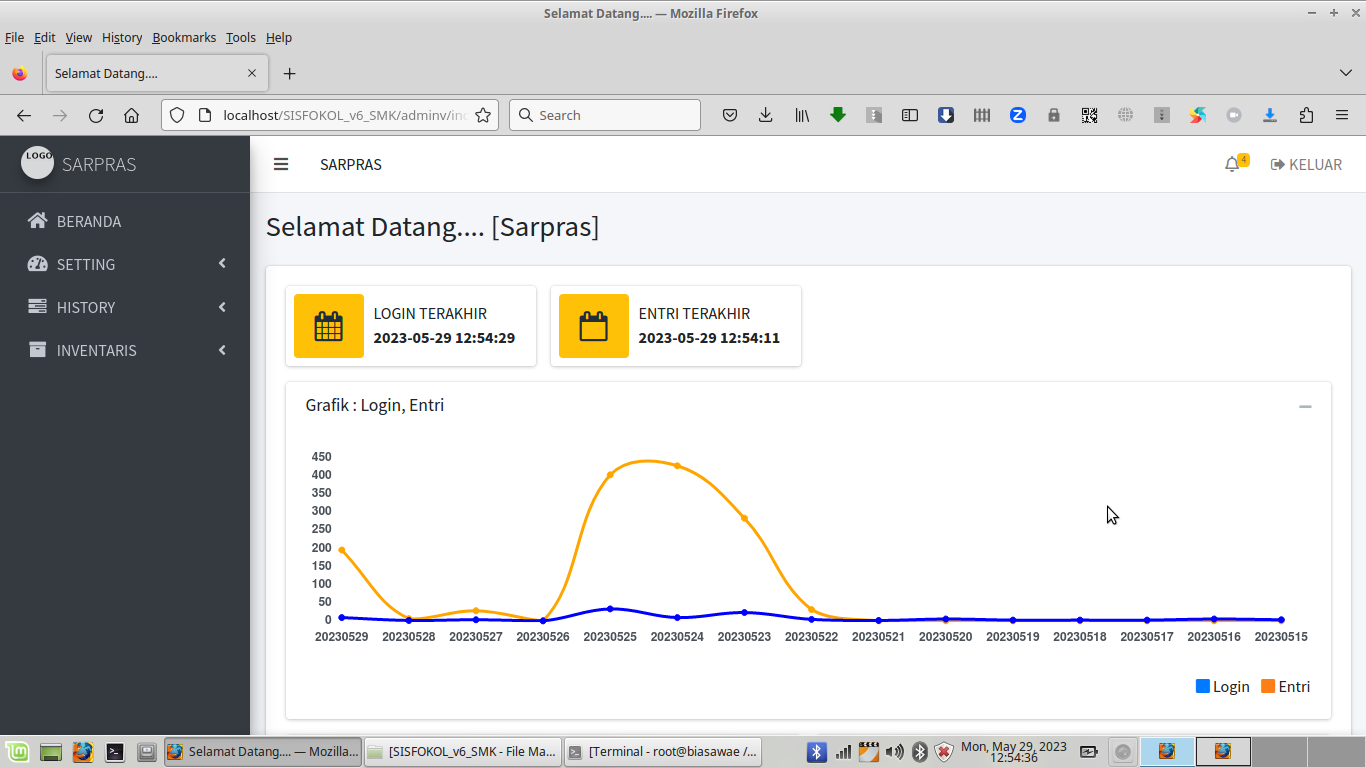 Selamat Datang.... — Mozilla Firefox
File Edit View History Bookmarks Tools Help
Selamat Datang....
localhost/SISFOKOL_v6_SMK/adminv/in
Search
LOGO
SARPRAS
SARPRAS
4
KELUAR
BERANDA
SETTING
HISTORY
INVENTARIS
Selamat Datang.... [Sarpras]
LOGIN TERAKHIR
2023-05-29 12:54:29
ENTRI TERAKHIR
2023-05-29 12:54:11
Grafik : Login, Entri
450
400
350
300
250
200
150
100
50
0
20230529 20230528 20230527 20230526 20230525 20230524 20230523 20230522 20230521 20230520 20230519 20230518 20230517 20230516 20230515
Login Entri
Selamat Datang.... — Mozilla...
[SISFOKOL_v6_SMK - File Ma...
[Terminal - root@biasawae /...
Mon, May 29, 2023
12:54:36